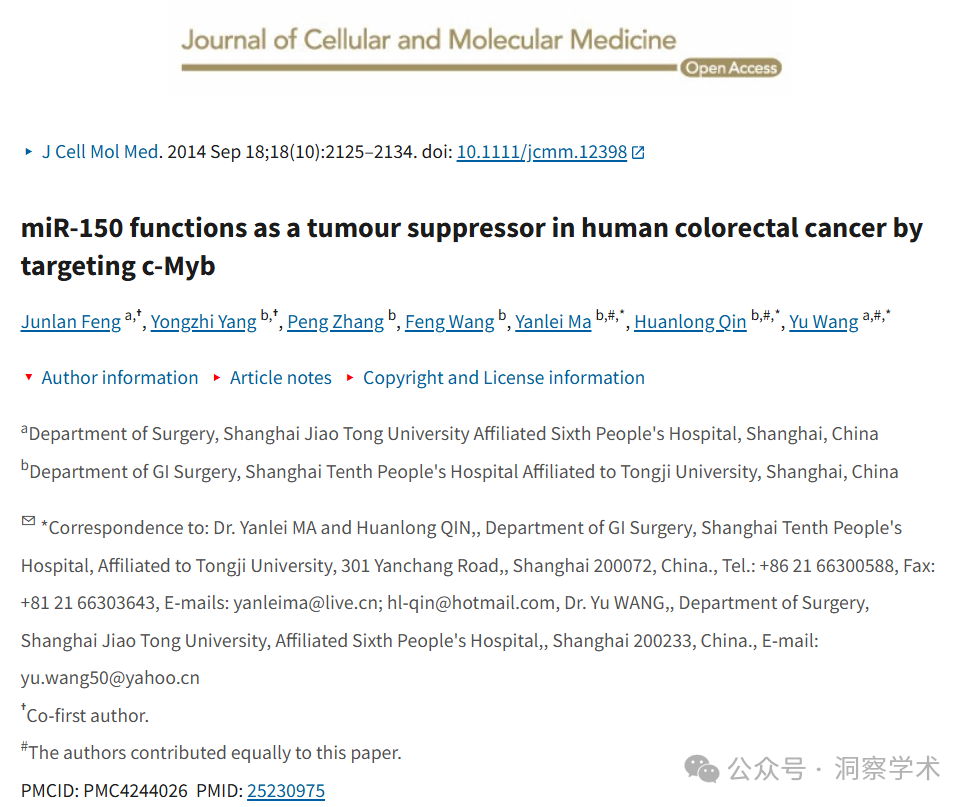 Journal of Cellular and Molecular Medicine
Open Access
J Cell Mol Med. 2014 Sep 18;18(10):2125–2134. doi: 10.1111/jcmm.12398
miR-150 functions as a tumour suppressor in human colorectal cancer by
targeting c-Myb
Junlan Feng a,†, Yongzhi Yang b,†, Peng Zhang b, Feng Wang b, Yanlei Ma b,#,*, Huanlong Qin b,#,*, Yu Wang a,#,*
Author information Article notes Copyright and License information
aDepartment of Surgery, Shanghai Jiao Tong University Affiliated Sixth People's Hospital, Shanghai, China
bDepartment of GI Surgery, Shanghai Tenth People's Hospital Affiliated to Tongji University, Shanghai, China
*Correspondence to: Dr. Yanlei MA and Huanlong QIN,, Department of GI Surgery, Shanghai Tenth People's
Hospital, Affiliated to Tongji University, 301 Yanchang Road,, Shanghai 200072, China., Tel.: +86 21 66300588, Fax:
+81 21 66303643, E-mails: yanleima@live.cn; hl-qin@hotmail.com, Dr. Yu WANG,, Department of Surgery,
Shanghai Jiao Tong University, Affiliated Sixth People's Hospital,, Shanghai 200233, China., E-mail:
yu.wang50@yahoo.cn
†Co-first author.
#The authors contributed equally to this paper.
公众号 · 洞察学术
PMCID: PMC4244026 PMID: 25230975